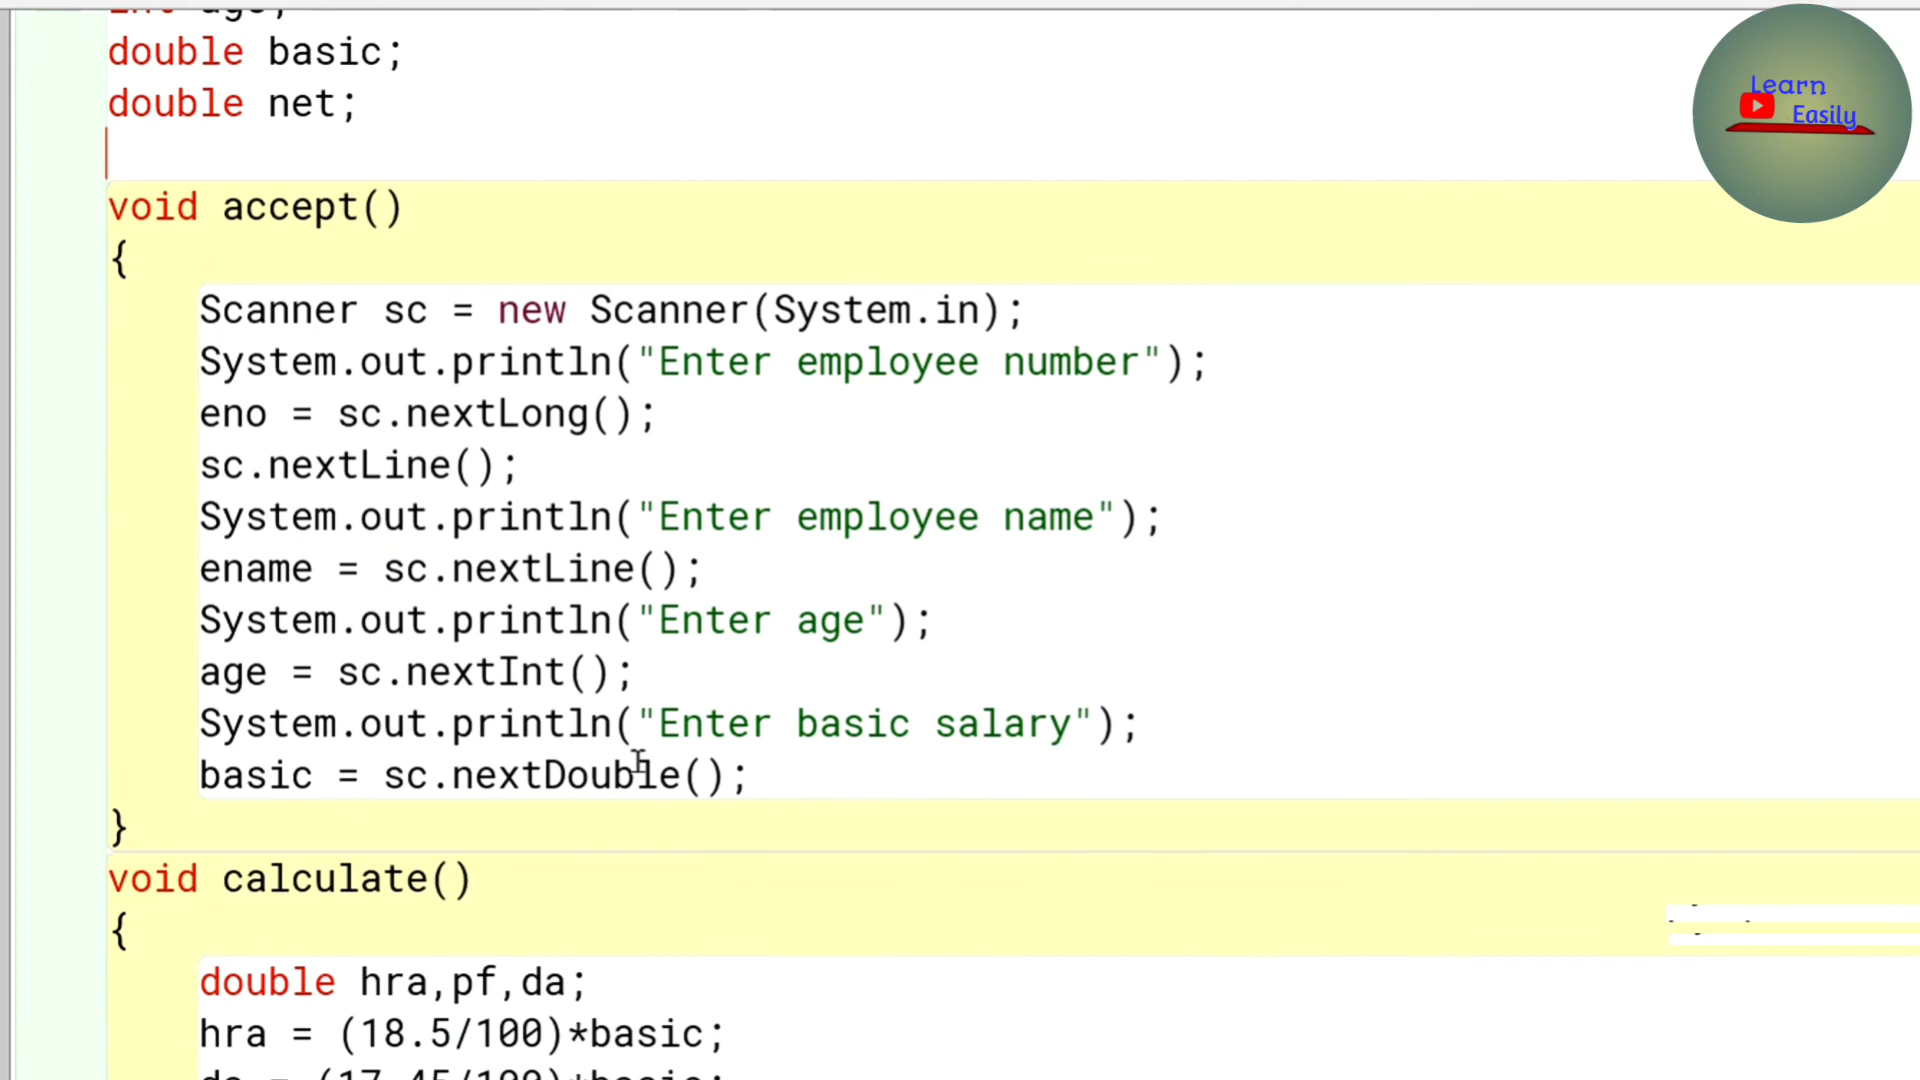 int age;
double basic;
double net;
Learn
Easily
void accept()
{
Scanner sc = new Scanner(System.in);
System.out.println("Enter employee number");
eno = sc.nextLong();
sc.nextLine();
System.out.println("Enter employee name");
ename = sc.nextLine();
System.out.println("Enter age");
age = sc.nextInt();
System.out.println("Enter basic salary");
basic = sc.nextDouble();
}
void calculate()
{
double hra,pf,da;
hra = (18.5/100)*basic;
da = (17.45/100)*basic;